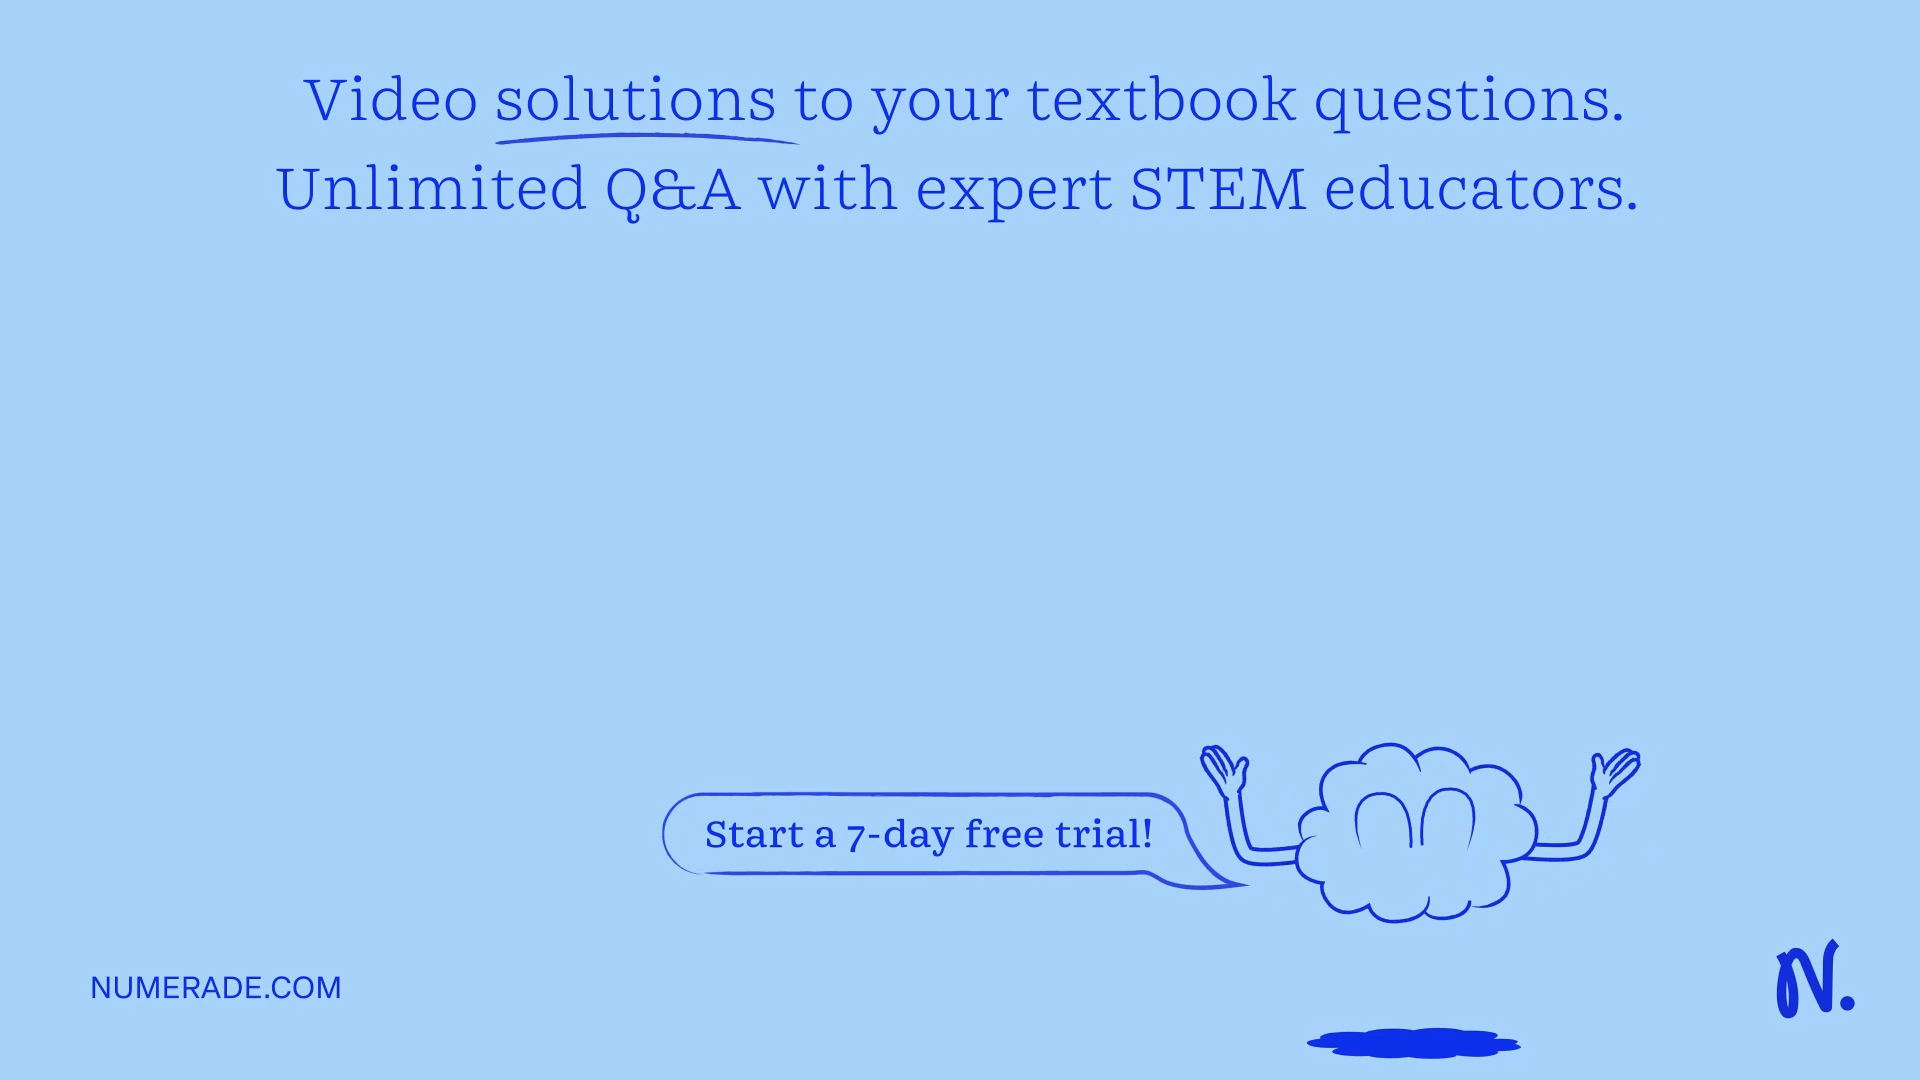 Video solutions to your textbook questions.
Unlimited Q&A with expert STEM educators.
Start a 7-day free trial!
NUMERADE.COM
N.